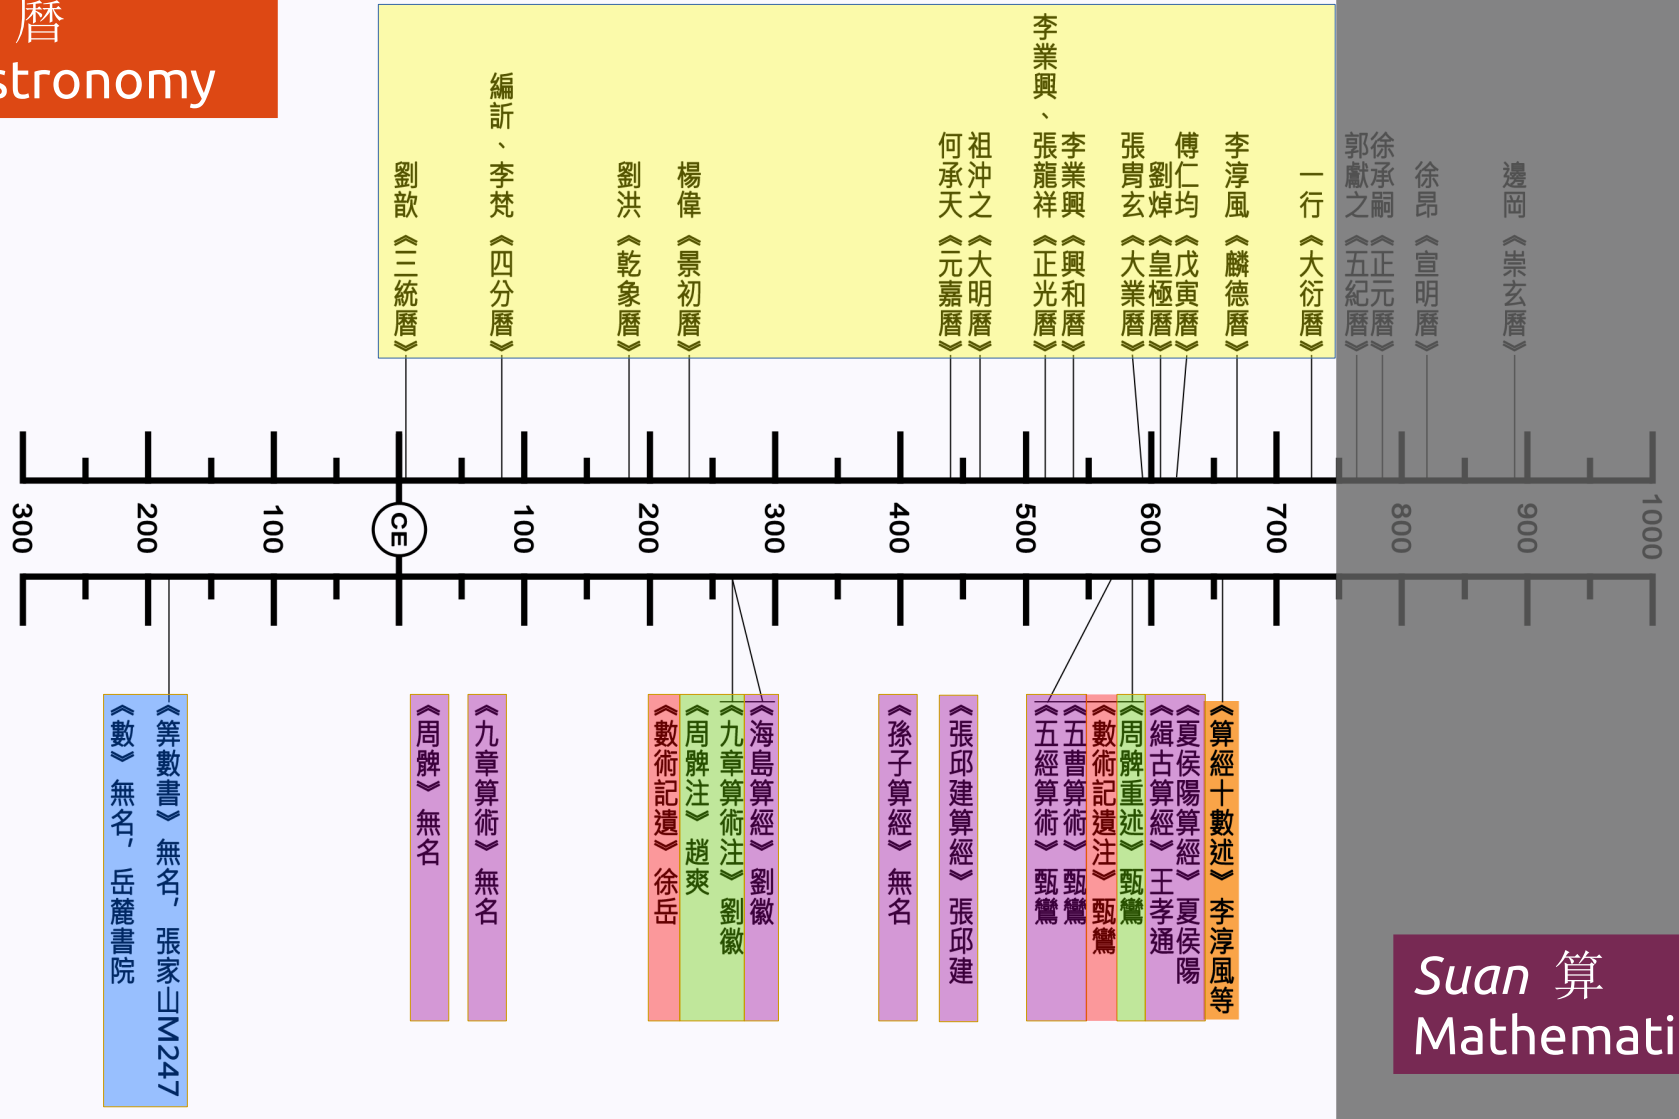 曆
stronomy
劉歆《三統曆》
編訢、李梵《四分曆》
劉洪《乾象曆》
楊偉《景初曆》
何承天《元嘉曆》
祖沖之《大明曆》
李業興、張龍祥《正光曆》
李業興《興和曆》
張胄玄《大業曆》
劉焯《皇極曆》
傅仁均《戊寅曆》
李淳風《麟德曆》
一行《大衍曆》
郭獻之《五紀曆》
徐承嗣《正元曆》
徐昂《宣明曆》
邊岡《崇玄曆》
300
200
100
CE
100
200
300
400
500
600
700
800
900
1000
《數》無名，岳麓書院
《筭數書》無名，張家山M247
《周髀》無名
《九章算術》無名
《數術記遺》徐岳
《周髀注》趙爽
《九章算術注》劉徽
《海島算經》劉徽
《孫子算經》無名
《張邱建算經》張邱建
《五經算術》甄鸞
《五曹算術》甄鸞
《數術記遺注》甄鸞
《周髀重述》甄鸞
《緝古算經》王孝通
《夏侯陽算經》夏侯陽
《算經十數述》李淳風等
Suan 算
Mathemati